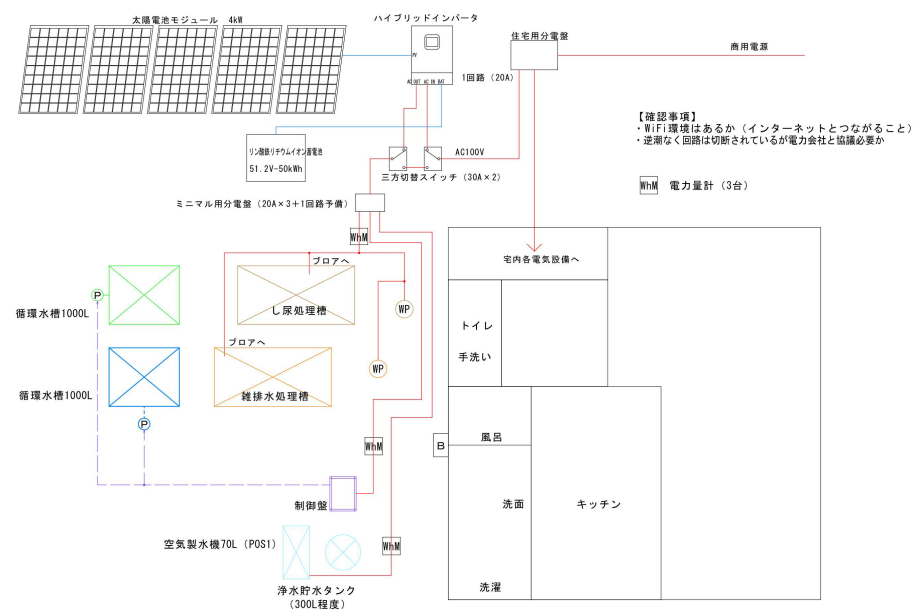 太陽電池モジュール　4kW
ハイブリッドインバータ
住宅用分電盤
商用電源
PV
1回路（20A）
AC OUT AC IN BAT
【確認事項】
・WiFi環境はあるか（インターネットとつながること）
・逆潮なく回路は切断されているが電力会社と協議必要か
リン酸鉄リチウムイオン蓄電池
51.2V-50kWh
AC100V
三方切替スイッチ（30A×2）
WhM 電力量計（3台）
ミニマル用分電盤（20A×3＋1回路予備）
WhM
ブロアへ
宅内各電気設備へ
P
循環水槽1000L
し尿処理槽
WP
トイレ
手洗い
ブロアへ
WP
循環水槽1000L
雑排水処理槽
P
WhM
B
風呂
制御盤
洗面
キッチン
空気製水機70L（POS1）
WhM
浄水貯水タンク
（300L程度）
洗濯